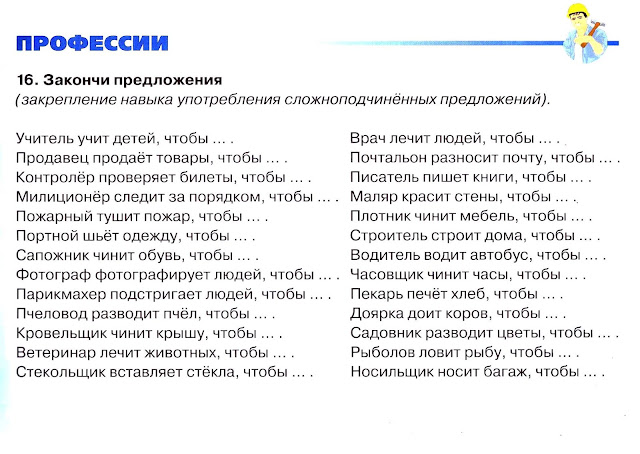 ПРОФЕССИИ
16. Закончи предложения
(закрепление навыка употребления сложноподчинённых предложений).
Учитель учит детей, чтобы ... .
Продавец продаёт товары, чтобы ... .
Контролёр проверяет билеты, чтобы ... .
Милиционёр следит за порядком, чтобы ... .
Пожарный тушит пожар, чтобы ... .
Портной шьёт одежду, чтобы ... .
Сапожник чинит обувь, чтобы ... .
Фотограф фотографирует людей, чтобы ... .
Парикмахер подстригает людей, чтобы ... .
Пчеловод разводит пчёл, чтобы ... .
Кровельщик чинит крышу, чтобы ... .
Ветеринар лечит животных, чтобы ... .
Стекольщик вставляет стёкла, чтобы ... .
Врач лечит людей, чтобы ... .
Почтальон разносит почту, чтобы ... .
Писатель пишет книги, чтобы ... .
Маляр красит стены, чтобы ... .
Плотник чинит мебель, чтобы ... .
Строитель строит дома, чтобы ... .
Водитель водит автобус, чтобы ... .
Часовщик чинит часы, чтобы ... .
Пекарь печёт хлеб, чтобы ... .
Доярка доит коров, чтобы ... .
Садовник разводит цветы, чтобы ... .
Рыболов ловит рыбу, чтобы ... .
Носильщик носит багаж, чтобы ... .